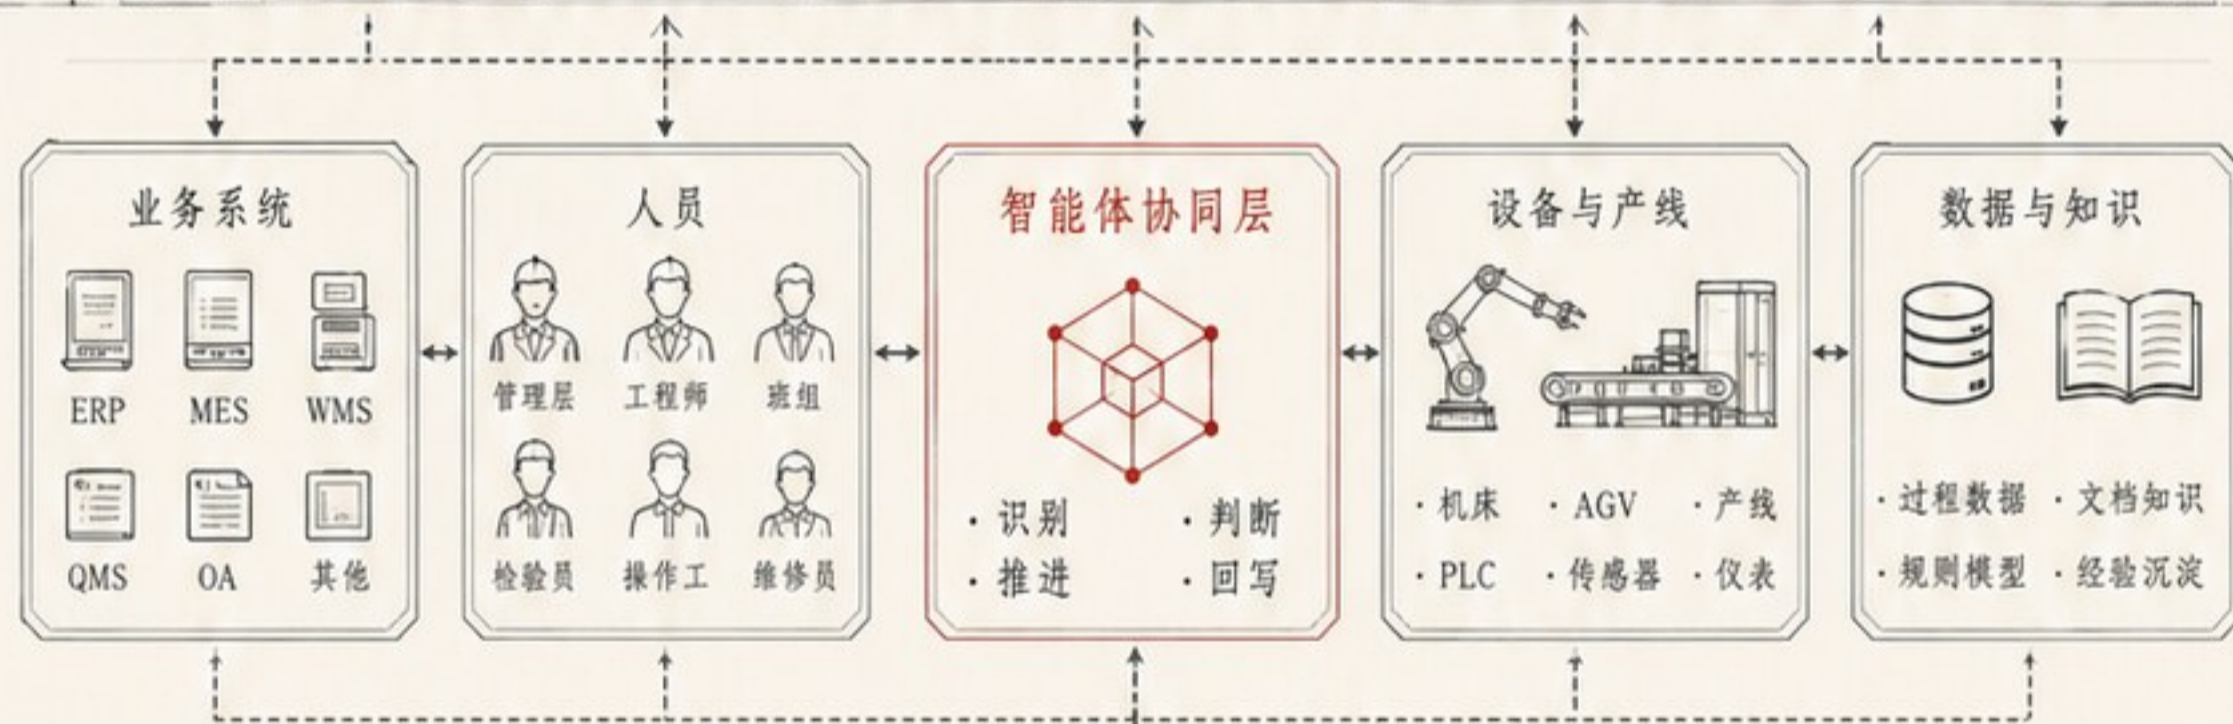 业务系统
ERP MES WMS
QMS OA 其他
人员
管理层 工程师 班组
检验员 操作工 维修员
智能体协同层
· 识别 · 判断
· 推进 · 回写
设备与产线
· 机床 · AGV · 产线
· PLC · 传感器 · 仪表
数据与知识
· 过程数据 · 文档知识
· 规则模型 · 经验沉淀